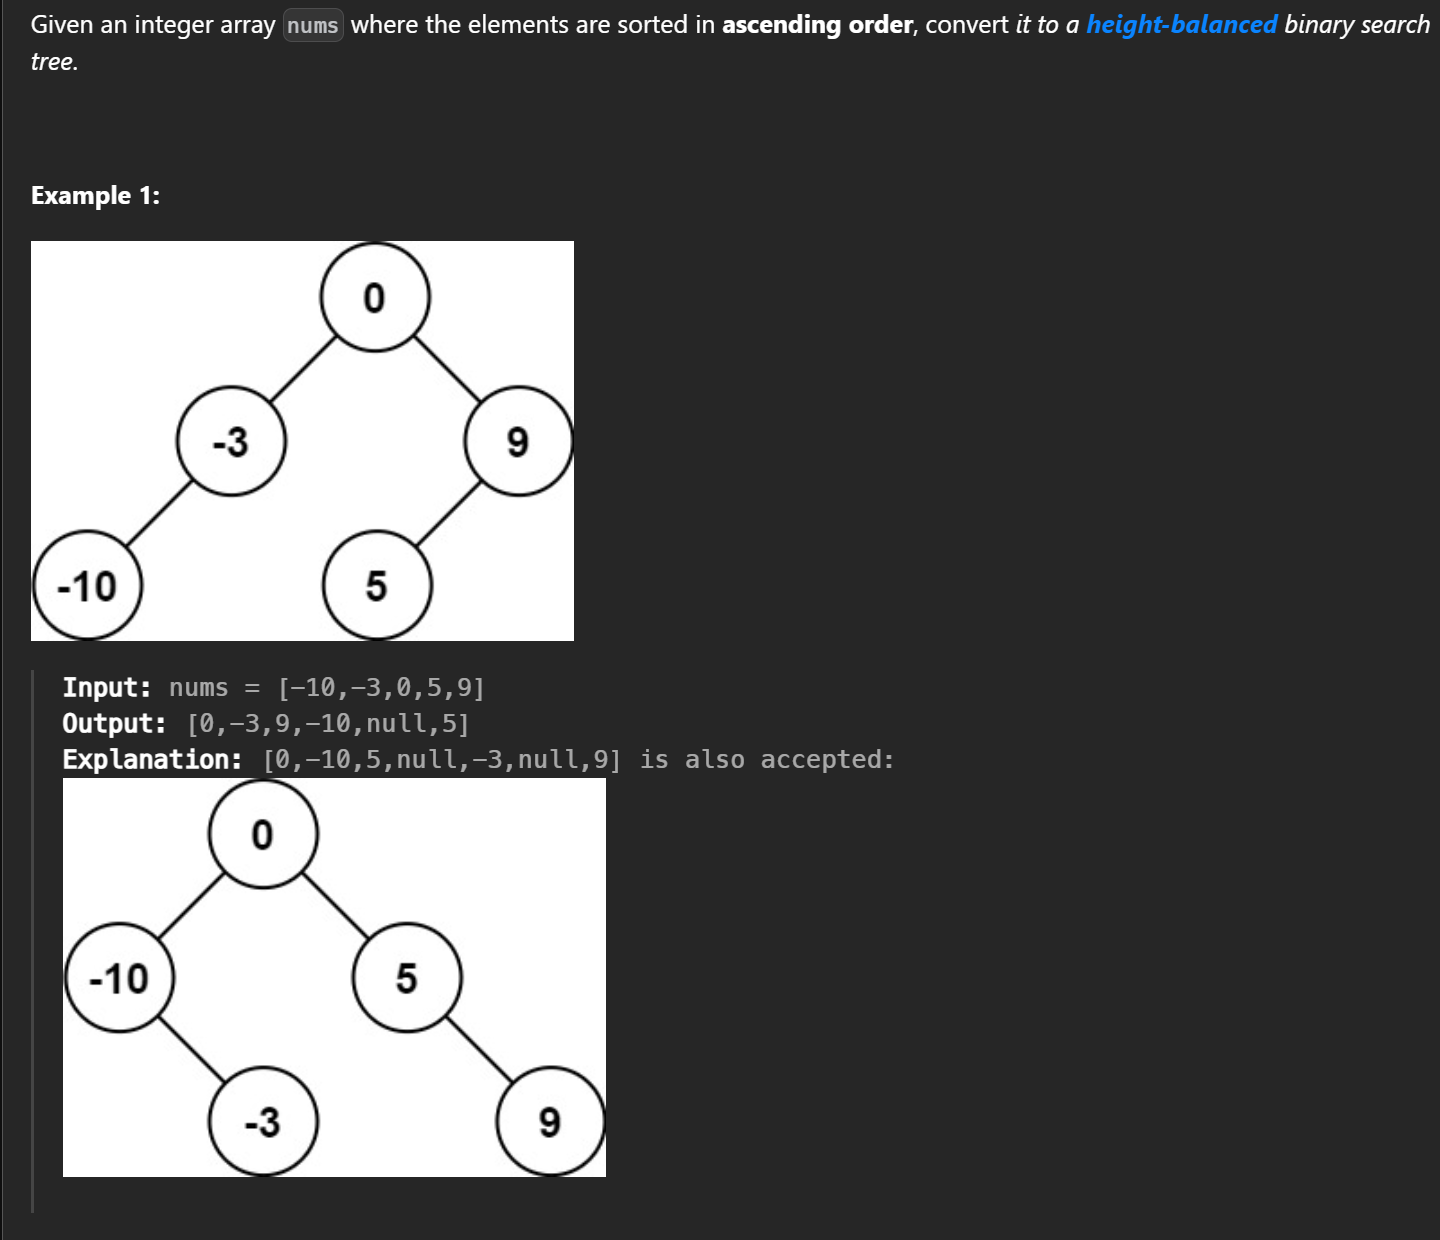 Given an integer array nums where the elements are sorted in ascending order, convert it to a height-balanced binary search
tree.
Example 1:
0
-3
9
-10
5
Input: nums = [-10,-3,0,5,9]
Output: [0,-3,9,-10,null,5]
Explanation: [0,-10,5,null,-3,null,9] is also accepted:
0
-10
5
-3
9